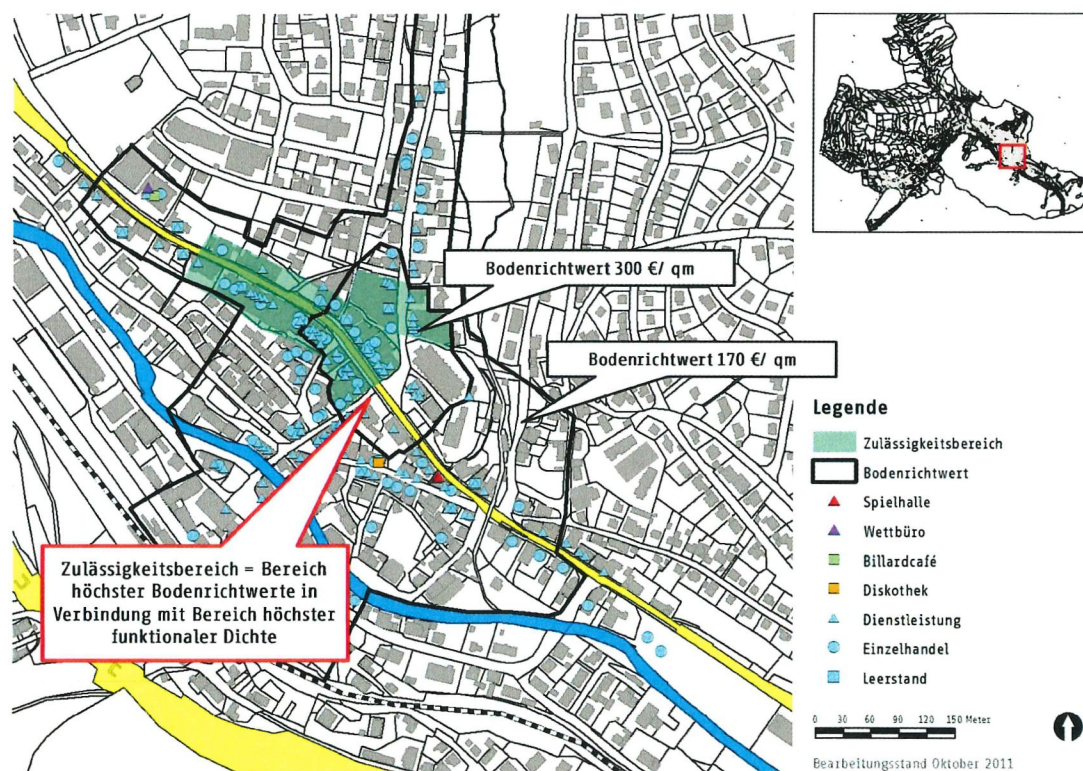 Bodenrichtwert 300 €/ qm
Bodenrichtwert 170 €/ qm
Zulässigkeitsbereich = Bereich
höchster Bodenrichtwerte in
Verbindung mit Bereich höchster
funktionaler Dichte
Legende
Zulässigkeitsbereich
Bodenrichtwert
Spielhalle
Wettbüro
Billardcafé
Diskothek
Dienstleistung
Einzelhandel
Leerstand
0 30 60 90 120 150 Meter
Bearbeitungsstand Oktober 2011